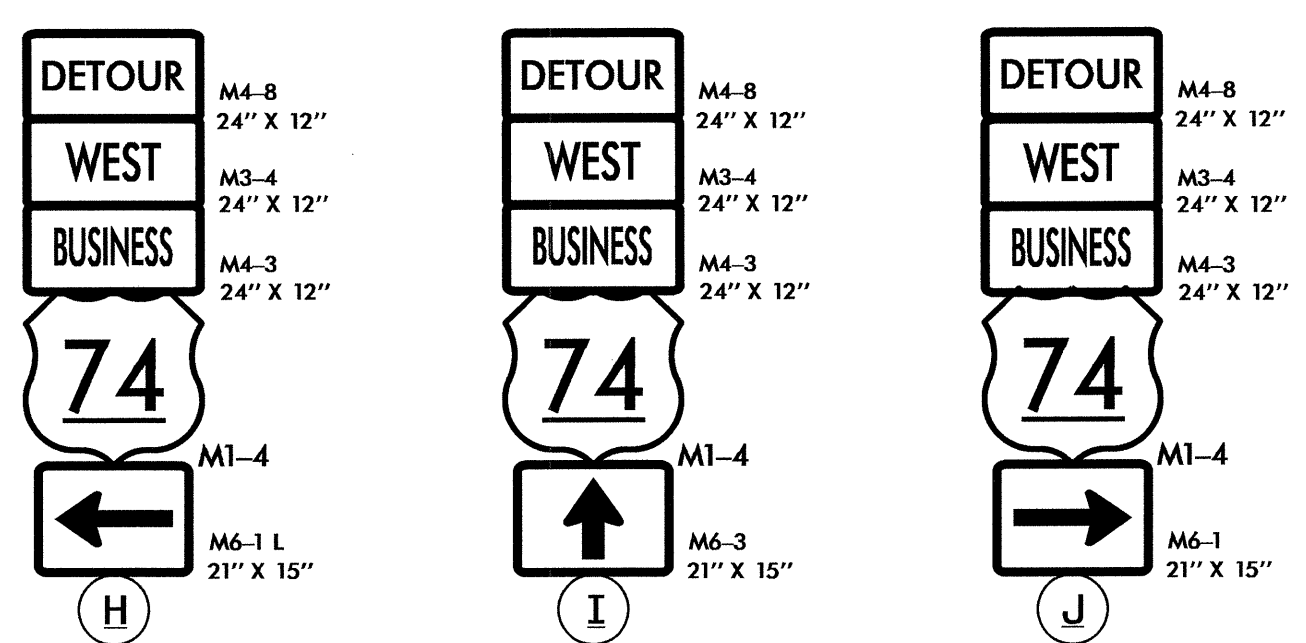 DETOUR
M4–8
24" X 12"
WEST
M3–4
24" X 12"
BUSINESS
M4–3
24" X 12"
74
M1–4
M6–1 L
21" X 15"
H
DETOUR
M4–8
24" X 12"
WEST
M3–4
24" X 12"
BUSINESS
M4–3
24" X 12"
74
M1–4
M6–3
21" X 15"
I
DETOUR
M4–8
24" X 12"
WEST
M3–4
24" X 12"
BUSINESS
M4–3
24" X 12"
74
M1–4
M6–1
21" X 15"
J